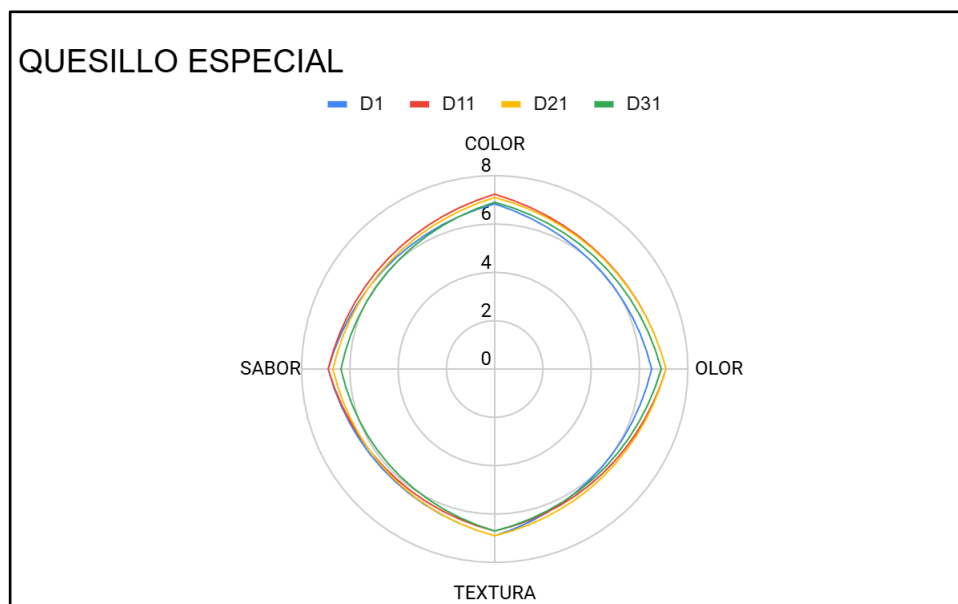 QUESILLO ESPECIAL
D1 D11 D21 D31
COLOR
8
6
4
2
0
SABOR OLOR
TEXTURA